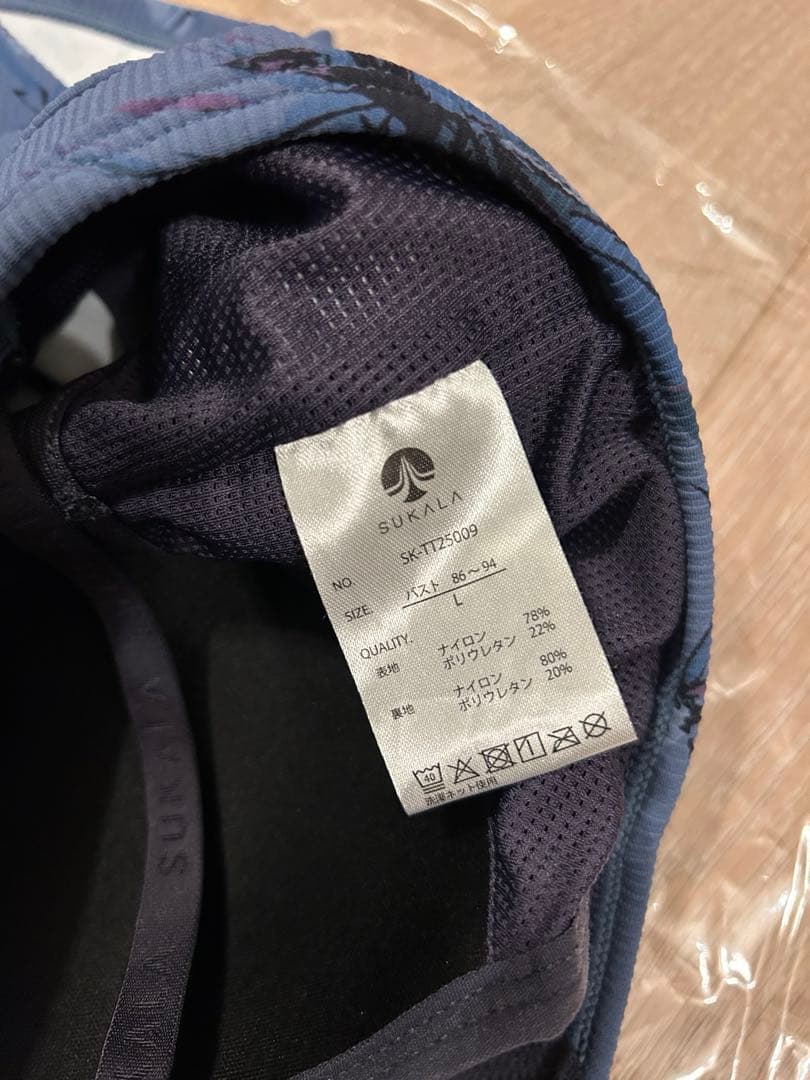 SUKALA
NO. SK-TT25009
SIZE. バスト 86～94
L
QUALITY.
表地 ナイロン 78%
ポリウレタン 22%
裏地 ナイロン 80%
ポリウレタン 20%
40
洗濯ネット使用
SUKALA